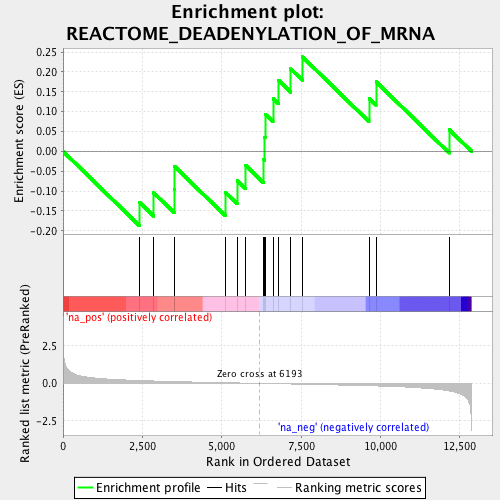 Enrichment plot:
REACTOME_DEADENYLATION_OF_MRNA
Enrichment score (ES)
0.25
0.20
0.15
0.10
0.05
0.00
-0.05
-0.10
-0.15
-0.20
'na_pos' (positively correlated)
Ranked list metric (PreRanked)
2.5
0.0
-2.5
Zero cross at 6193
'na_neg' (negatively correlated)
0
2,500
5,000
7,500
10,000
12,500
Rank in Ordered Dataset
Enrichment profile
Hits
Ranking metric scores